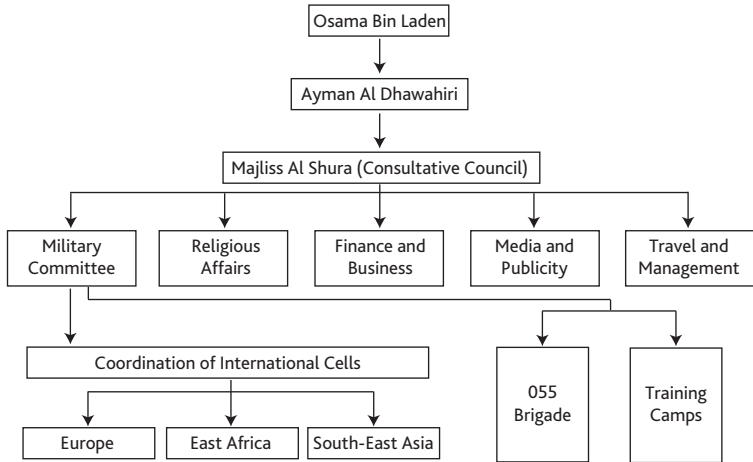 Osama Bin Laden
Ayman Al Dhawahiri
Majliss Al Shura (Consultative Council)
Military
Committee
Religious
Affairs
Finance and
Business
Media and
Publicity
Travel and
Management
Coordination of International Cells
055
Brigade
Training
Camps
Europe
East Africa
South-East Asia